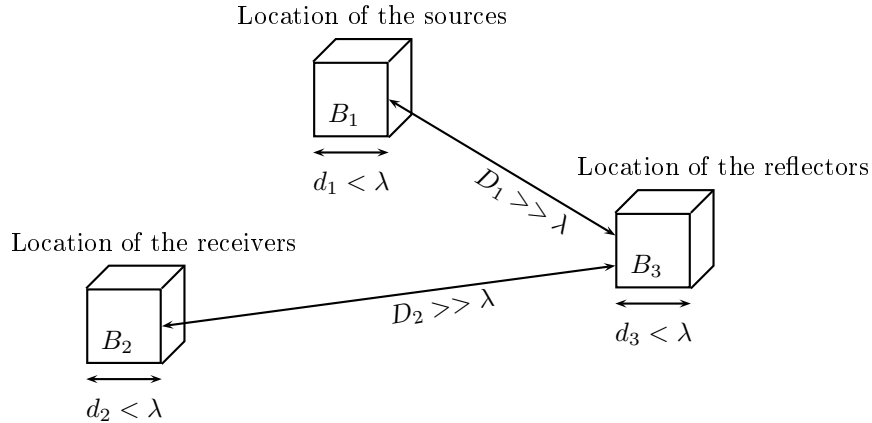 Location of the sources
B₁
d₁ < λ
D₁ >> λ
Location of the reflectors
B₃
d₃ < λ
Location of the receivers
B₂
D₂ >> λ
d₂ < λ